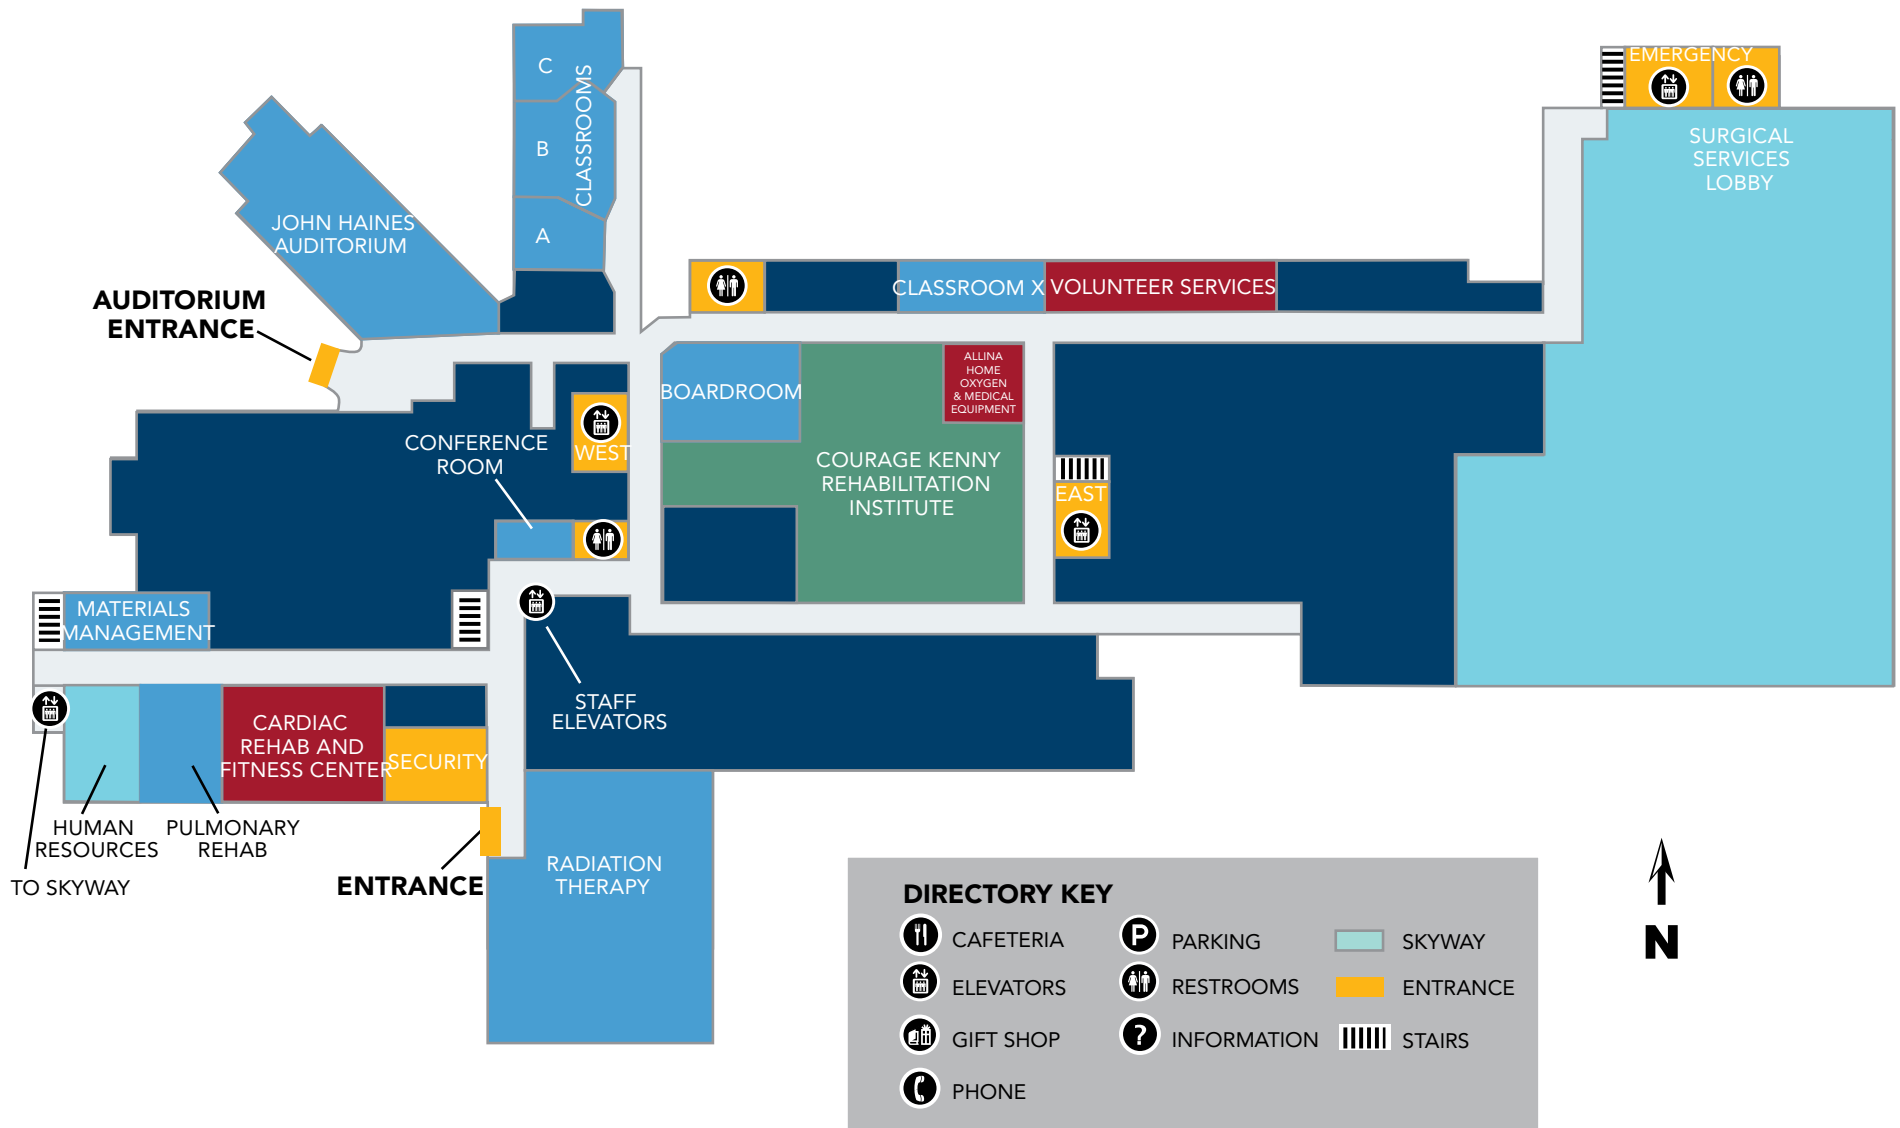 C
B
A
CLASSROOMS
JOHN HAINES
AUDITORIUM
AUDITORIUM
ENTRANCE
EMERGENCY
SURGICAL
SERVICES
LOBBY
CLASSROOM X
VOLUNTEER SERVICES
BOARDROOM
ALLINA
HOME
OXYGEN
& MEDICAL
EQUIPMENT
COURAGE KENNY
REHABILITATION
INSTITUTE
CONFERENCE
ROOM
WEST
EAST
MATERIALS
MANAGEMENT
STAFF
ELEVATORS
CARDIAC
REHAB AND
FITNESS CENTER
SECURITY
HUMAN
RESOURCES
PULMONARY
REHAB
TO SKYWAY
ENTRANCE
RADIATION
THERAPY
DIRECTORY KEY
CAFETERIA
ELEVATORS
GIFT SHOP
PHONE
P PARKING
RESTROOMS
? INFORMATION
SKYWAY
ENTRANCE
STAIRS
N